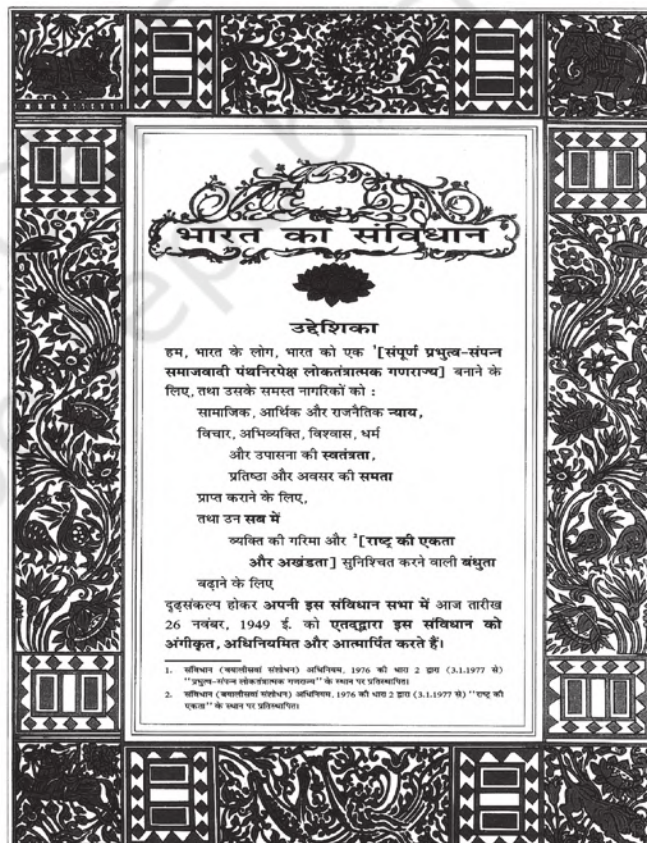 भारत का संविधान
उद्देशिका
हम, भारत के लोग, भारत को एक ¹[संपूर्ण प्रभुत्व-संपन्न
समाजवादी पंथनिरपेक्ष लोकतंत्रात्मक गणराज्य] बनाने के
लिए, तथा उसके समस्त नागरिकों को :
सामाजिक, आर्थिक और राजनैतिक न्याय,
विचार, अभिव्यक्ति, विश्वास, धर्म
और उपासना की स्वतंत्रता,
प्रतिष्ठा और अवसर की समता
प्राप्त कराने के लिए,
तथा उन सब में
व्यक्ति की गरिमा और ²[राष्ट्र की एकता
और अखंडता] सुनिश्चित करने वाली बंधुता
बढ़ाने के लिए
दृढ़संकल्प होकर अपनी इस संविधान सभा में आज तारीख
26 नवंबर, 1949 ई. को एतद्द्वारा इस संविधान को
अंगीकृत, अधिनियमित और आत्मार्पित करते हैं।
1. संविधान (बयालीसवां संशोधन) अधिनियम, 1976 की धारा 2 द्वारा (3.1.1977 से)
"प्रभुत्व-संपन्न लोकतंत्रात्मक गणराज्य" के स्थान पर प्रतिस्थापित।
2. संविधान (बयालीसवां संशोधन) अधिनियम, 1976 की धारा 2 द्वारा (3.1.1977 से) "राष्ट्र की
एकता" के स्थान पर प्रतिस्थापित।